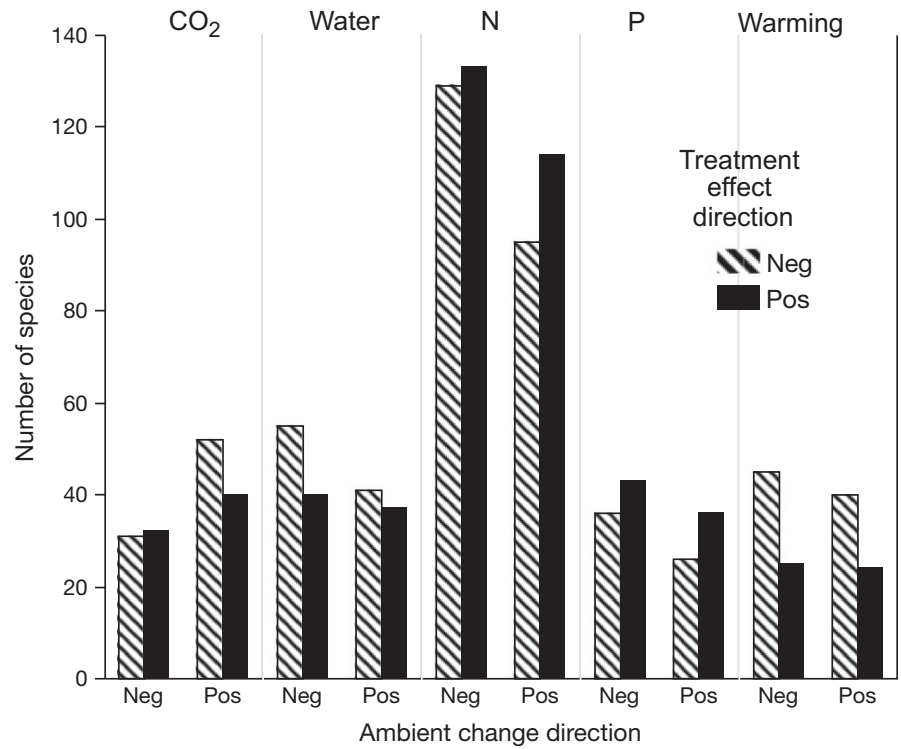 CO2 Water N P Warming
140
120
100
80
60
40
20
0
Number of species
Treatment
effect
direction
Neg
Pos
Neg Pos Neg Pos Neg Pos Neg Pos Neg Pos
Ambient change direction